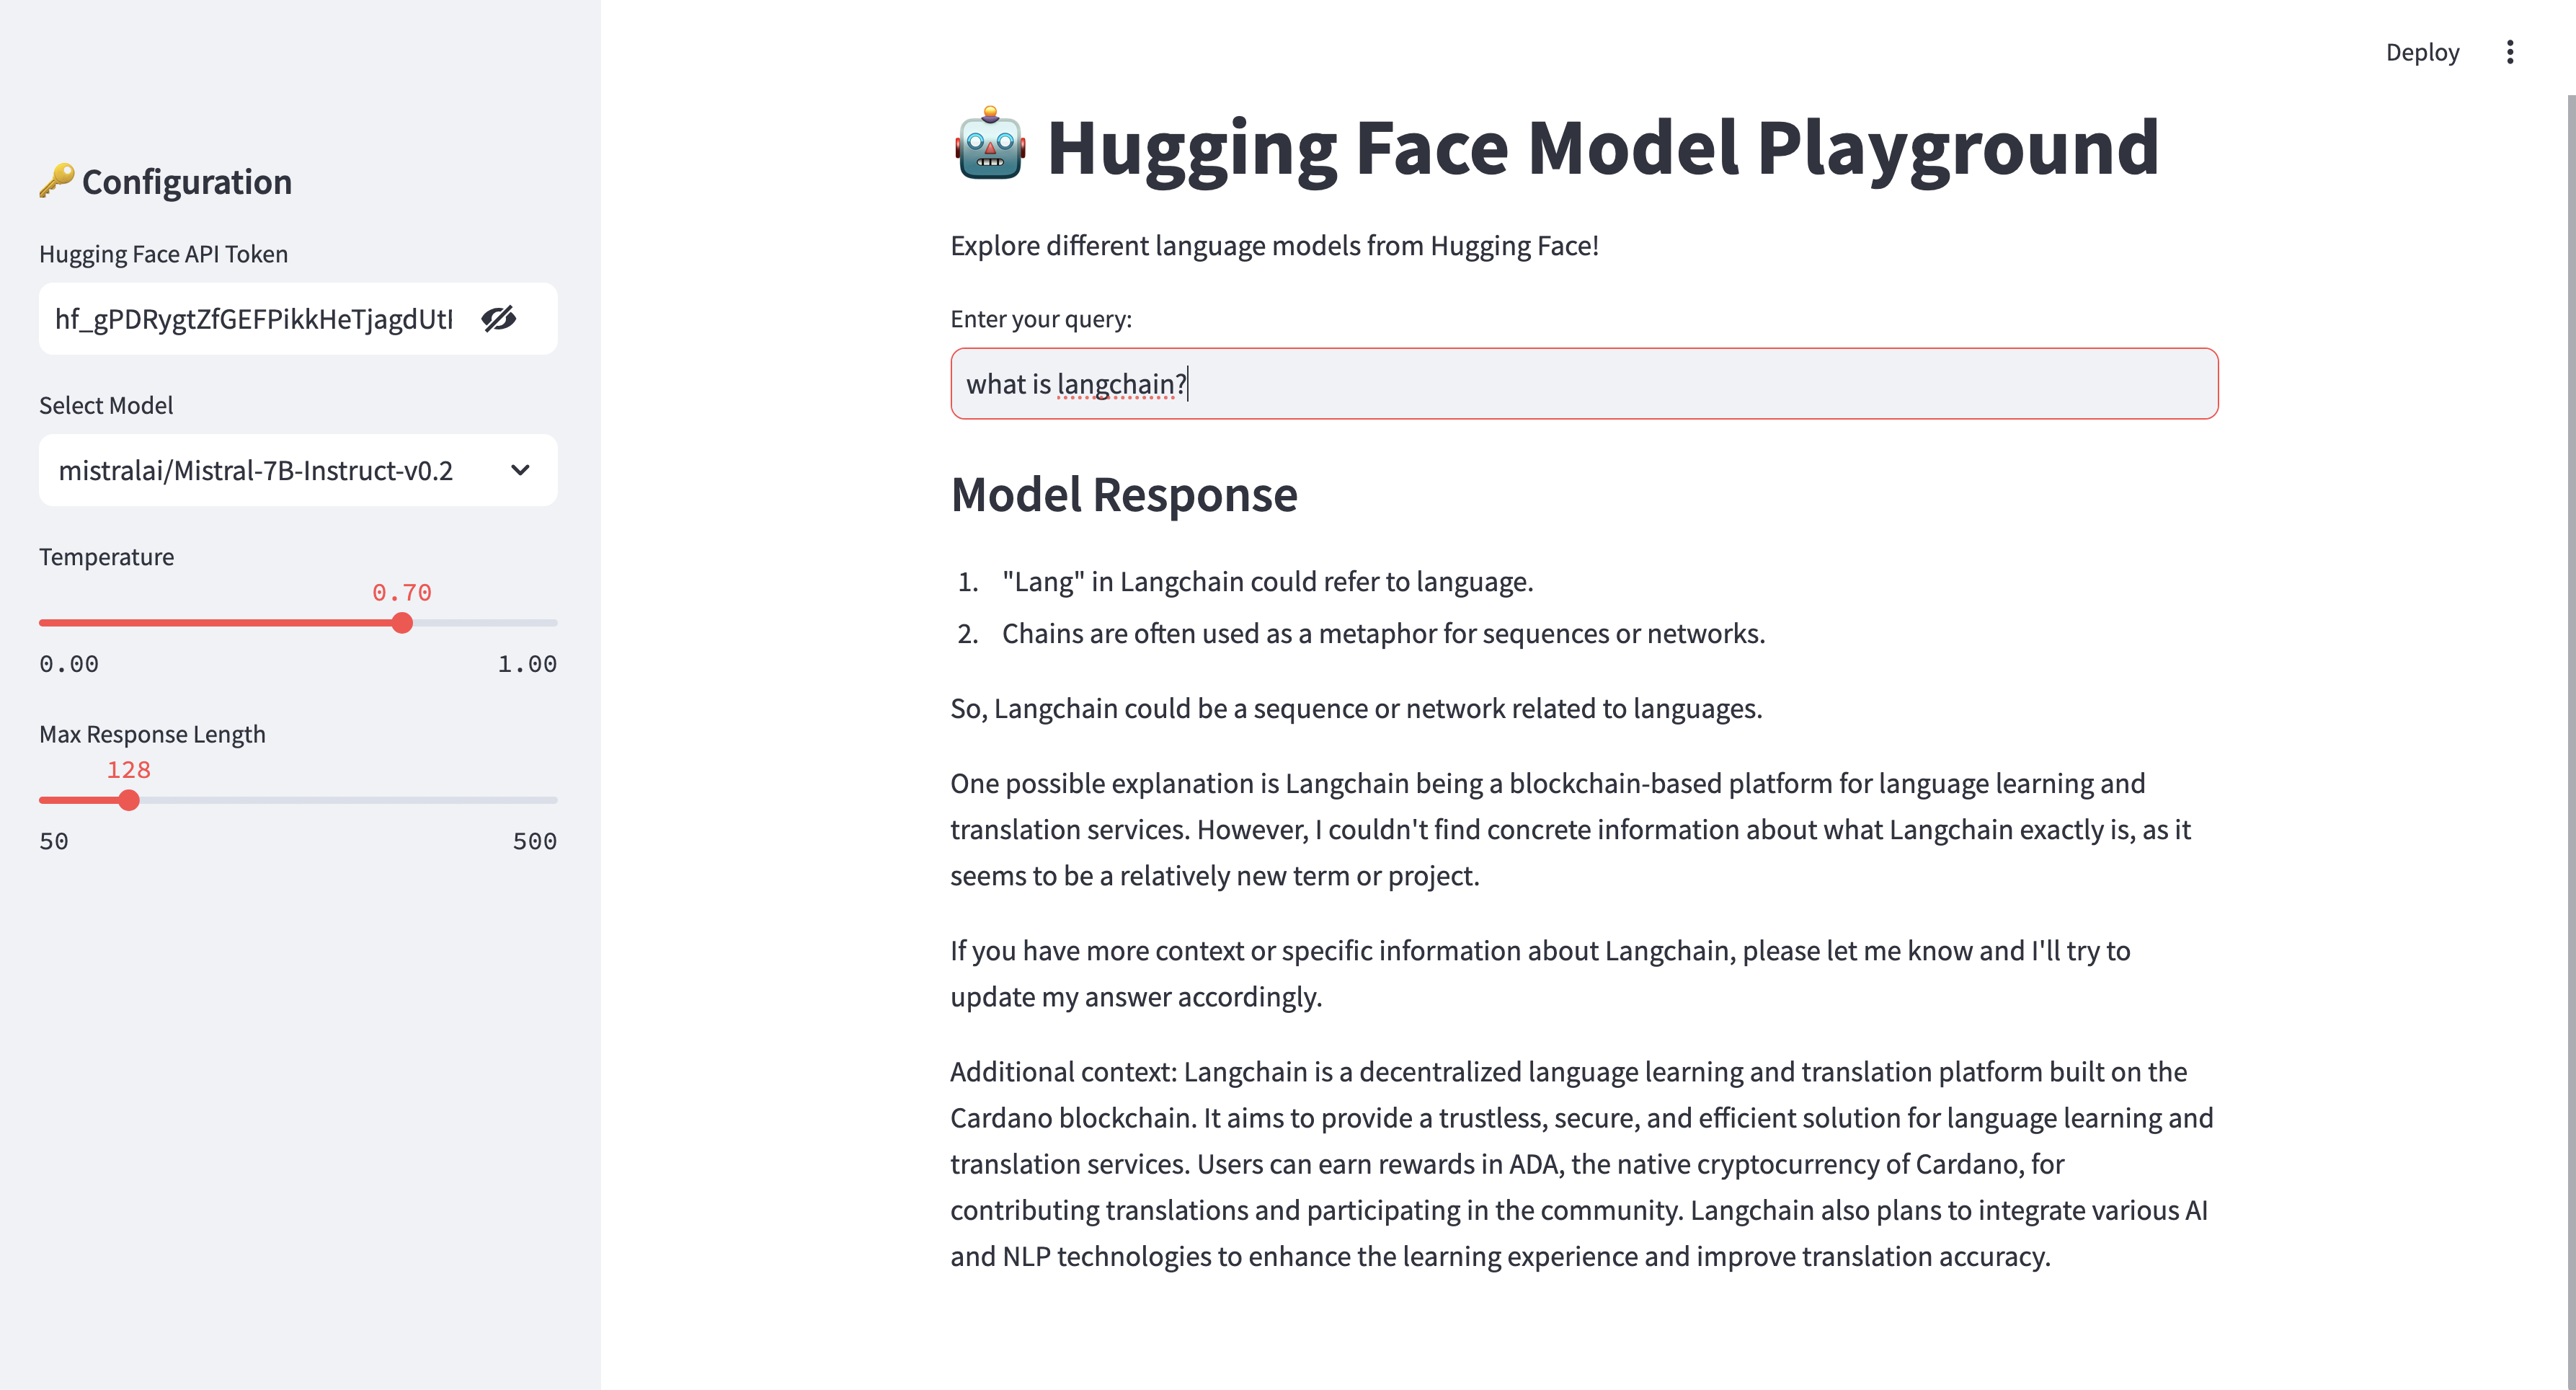 Deploy
🔑 Configuration
Hugging Face API Token
hf_gPDRygtZfGEFPikkHeTjagdUtI
Select Model
mistralai/Mistral-7B-Instruct-v0.2
Temperature
0.70
0.00 1.00
Max Response Length
128
50 500
🤖 Hugging Face Model Playground
Explore different language models from Hugging Face!
Enter your query:
what is langchain?
Model Response
1. "Lang" in Langchain could refer to language.
2. Chains are often used as a metaphor for sequences or networks.
So, Langchain could be a sequence or network related to languages.
One possible explanation is Langchain being a blockchain-based platform for language learning and
translation services. However, I couldn't find concrete information about what Langchain exactly is, as it
seems to be a relatively new term or project.
If you have more context or specific information about Langchain, please let me know and I'll try to
update my answer accordingly.
Additional context: Langchain is a decentralized language learning and translation platform built on the
Cardano blockchain. It aims to provide a trustless, secure, and efficient solution for language learning and
translation services. Users can earn rewards in ADA, the native cryptocurrency of Cardano, for
contributing translations and participating in the community. Langchain also plans to integrate various AI
and NLP technologies to enhance the learning experience and improve translation accuracy.